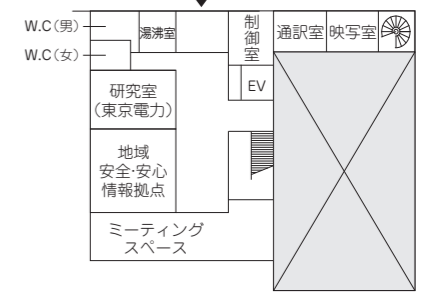 W.C（男）
W.C（女）
湯沸室
制御室
通訳室
映写室
EV
研究室
（東京電力）
地域
安全・安心
情報拠点
ミーティング
スペース